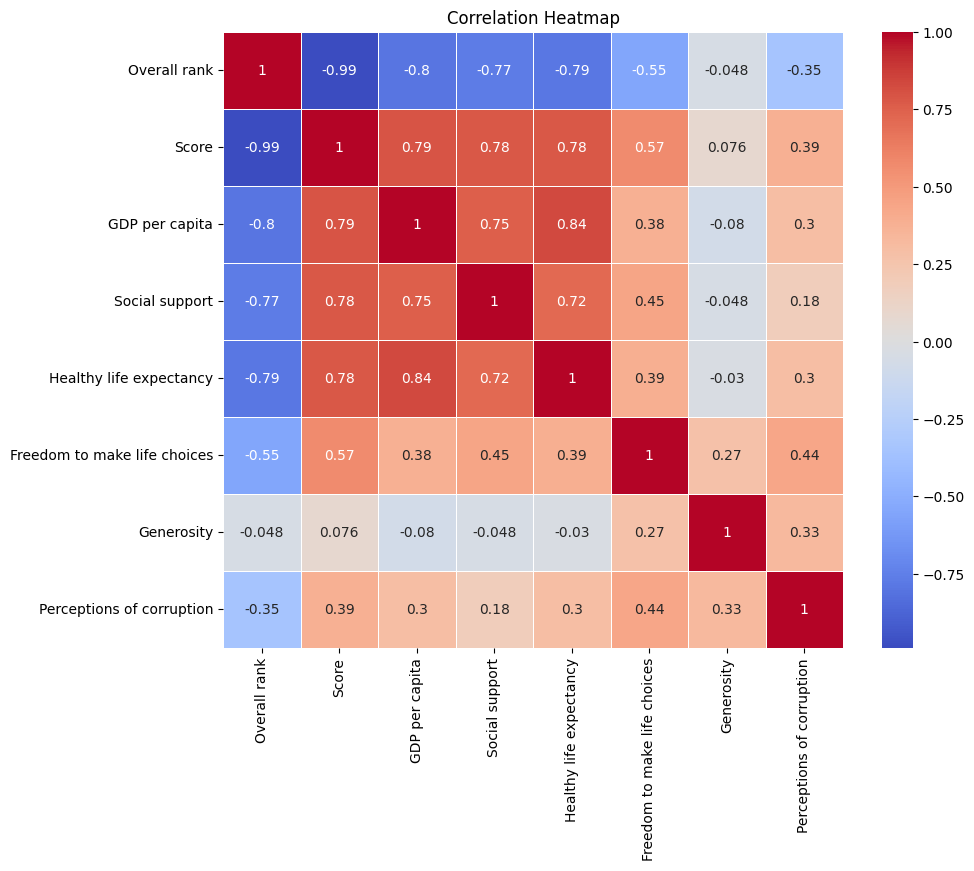 Correlation Heatmap
Overall rank 1 -0.99 -0.8 -0.77 -0.79 -0.55 -0.048 -0.35
Score -0.99 1 0.79 0.78 0.78 0.57 0.076 0.39
GDP per capita -0.8 0.79 1 0.75 0.84 0.38 -0.08 0.3
Social support -0.77 0.78 0.75 1 0.72 0.45 -0.048 0.18
Healthy life expectancy -0.79 0.78 0.84 0.72 1 0.39 -0.03 0.3
Freedom to make life choices -0.55 0.57 0.38 0.45 0.39 1 0.27 0.44
Generosity -0.048 0.076 -0.08 -0.048 -0.03 0.27 1 0.33
Perceptions of corruption -0.35 0.39 0.3 0.18 0.3 0.44 0.33 1
Overall rank
Score
GDP per capita
Social support
Healthy life expectancy
Freedom to make life choices
Generosity
Perceptions of corruption
1.00
0.75
0.50
0.25
0.00
−0.25
−0.50
−0.75